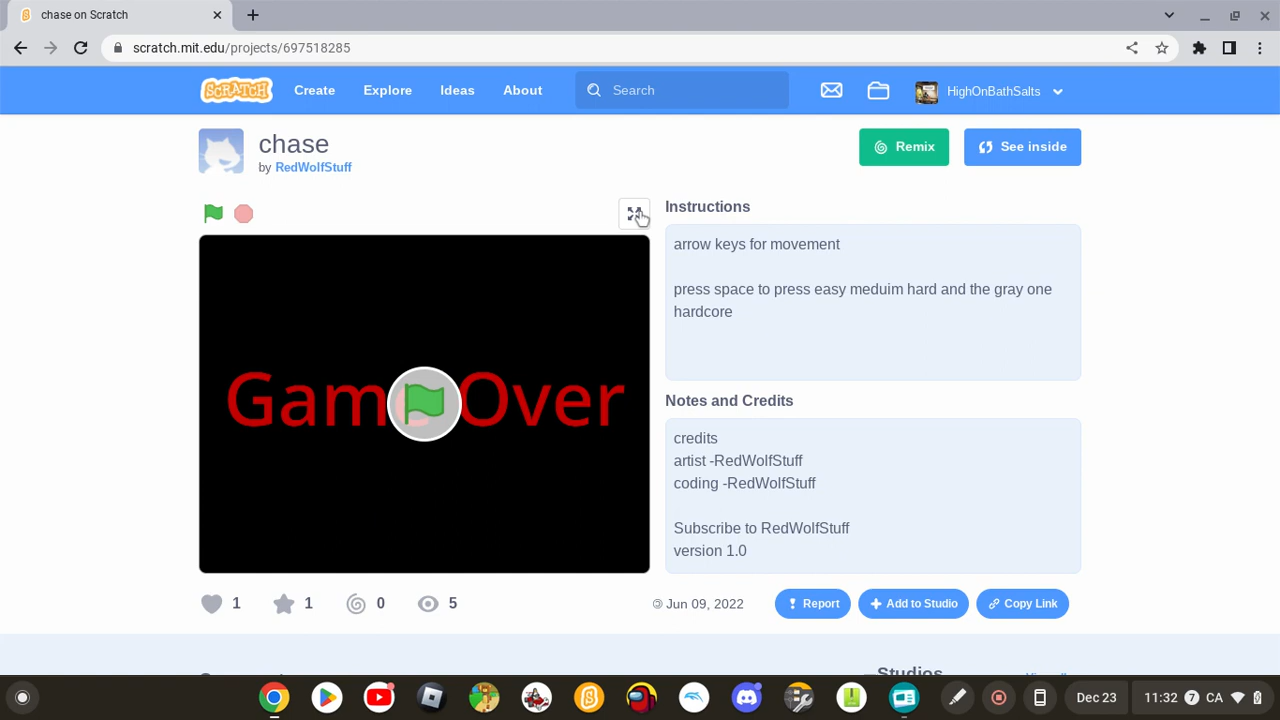 chase on Scratch
scratch.mit.edu/projects/697518285
SCRATCH
Create
Explore
Ideas
About
Search
HighOnBathSalts
chase
by RedWolfStuff
Remix
See inside
Instructions
arrow keys for movement
press space to press easy meduim hard and the gray one
hardcore
Game Over
Notes and Credits
credits
artist -RedWolfStuff
coding -RedWolfStuff
Subscribe to RedWolfStuff
version 1.0
1
1
0
5
Jun 09, 2022
Report
Add to Studio
Copy Link
Studios
Dec 23
11:32
7
CA